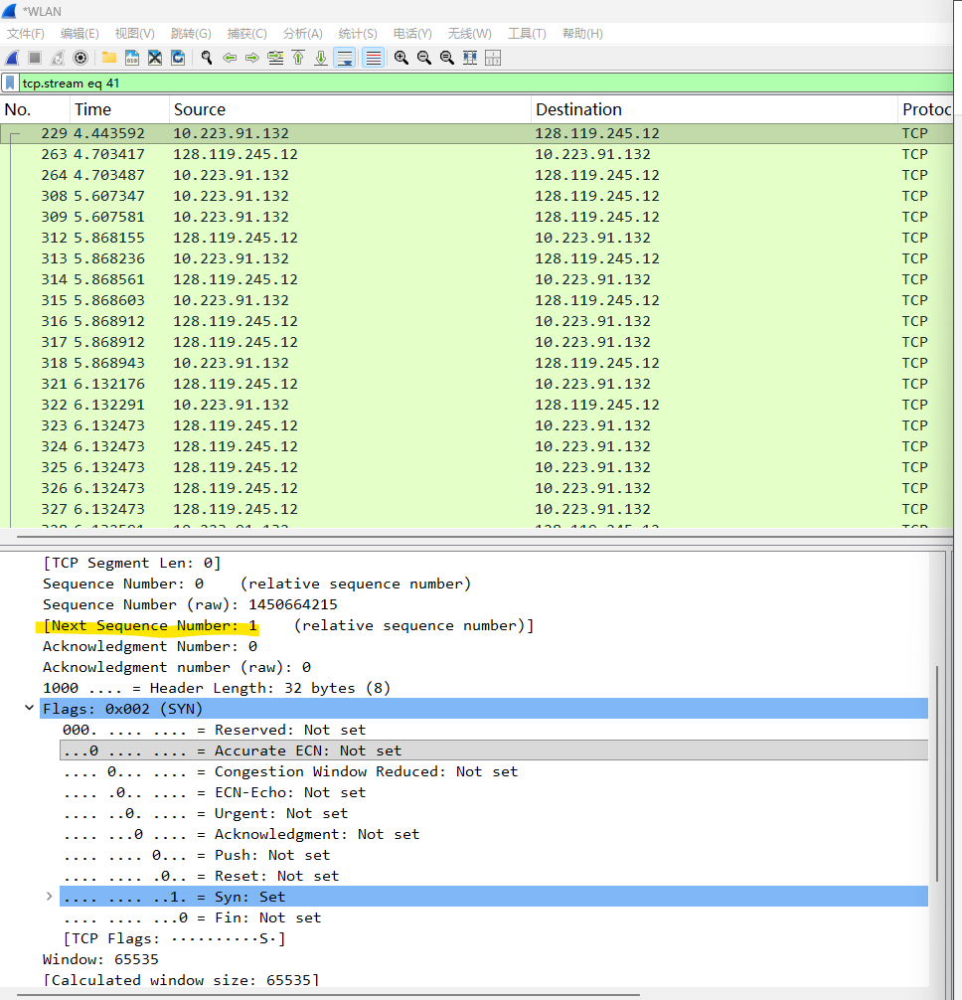 *WLAN
文件(F) 编辑(E) 视图(V) 跳转(G) 捕获(C) 分析(A) 统计(S) 电话(Y) 无线(W) 工具(T) 帮助(H)
tcp.stream eq 41
No. Time Source Destination Protoc
229 4.443592 10.223.91.132 128.119.245.12 TCP
263 4.703417 128.119.245.12 10.223.91.132 TCP
264 4.703487 10.223.91.132 128.119.245.12 TCP
308 5.607347 10.223.91.132 128.119.245.12 TCP
309 5.607581 10.223.91.132 128.119.245.12 TCP
312 5.868155 128.119.245.12 10.223.91.132 TCP
313 5.868236 10.223.91.132 128.119.245.12 TCP
314 5.868561 128.119.245.12 10.223.91.132 TCP
315 5.868603 10.223.91.132 128.119.245.12 TCP
316 5.868912 128.119.245.12 10.223.91.132 TCP
317 5.868912 128.119.245.12 10.223.91.132 TCP
318 5.868943 10.223.91.132 128.119.245.12 TCP
321 6.132176 128.119.245.12 10.223.91.132 TCP
322 6.132291 10.223.91.132 128.119.245.12 TCP
323 6.132473 128.119.245.12 10.223.91.132 TCP
324 6.132473 128.119.245.12 10.223.91.132 TCP
325 6.132473 128.119.245.12 10.223.91.132 TCP
326 6.132473 128.119.245.12 10.223.91.132 TCP
327 6.132473 128.119.245.12 10.223.91.132 TCP
[TCP Segment Len: 0]
Sequence Number: 0    (relative sequence number)
Sequence Number (raw): 1450664215
[Next Sequence Number: 1    (relative sequence number)]
Acknowledgment Number: 0
Acknowledgment number (raw): 0
1000 .... = Header Length: 32 bytes (8)
Flags: 0x002 (SYN)
000. .... .... = Reserved: Not set
...0 .... .... = Accurate ECN: Not set
.... 0... .... = Congestion Window Reduced: Not set
.... .0.. .... = ECN-Echo: Not set
.... ..0. .... = Urgent: Not set
.... ...0 .... = Acknowledgment: Not set
.... .... 0... = Push: Not set
.... .... .0.. = Reset: Not set
.... .... ..1. = Syn: Set
.... .... ...0 = Fin: Not set
[TCP Flags: ··········S·]
Window: 65535
[Calculated window size: 65535]